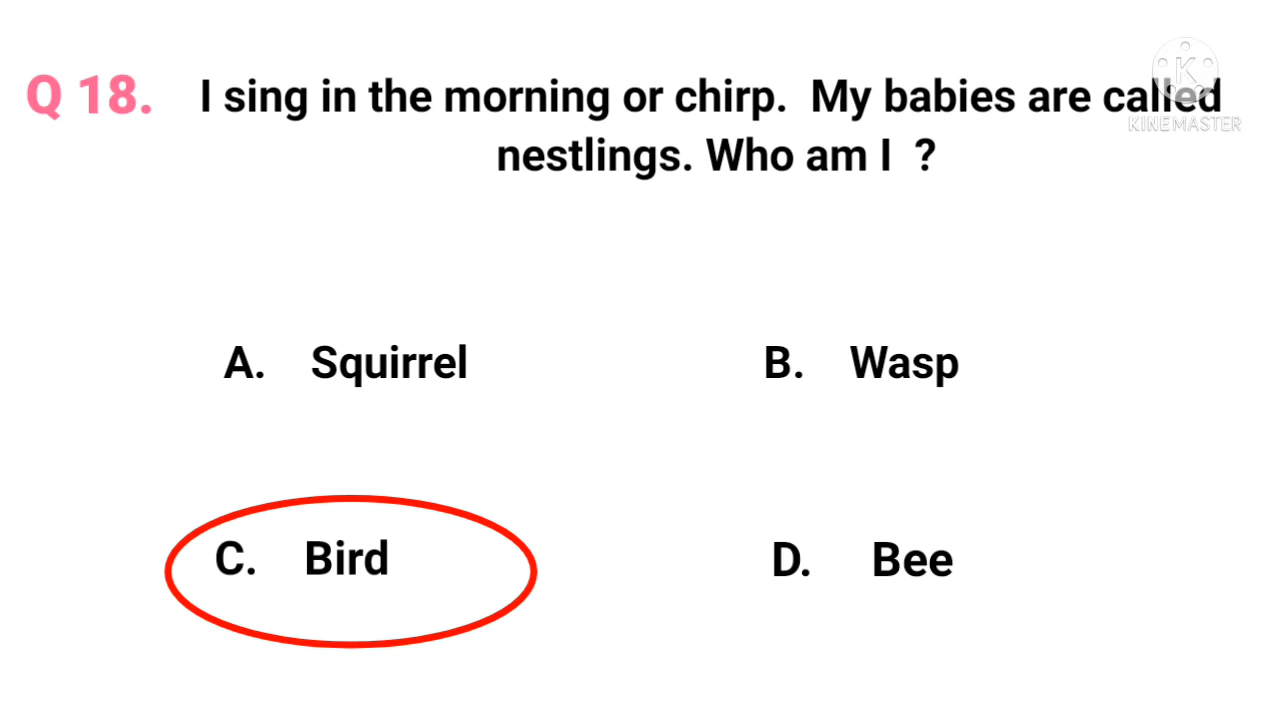 Q 18. I sing in the morning or chirp. My babies are called
nestlings. Who am I ?
K
KINEMASTER
A. Squirrel
B. Wasp
C. Bird
D. Bee